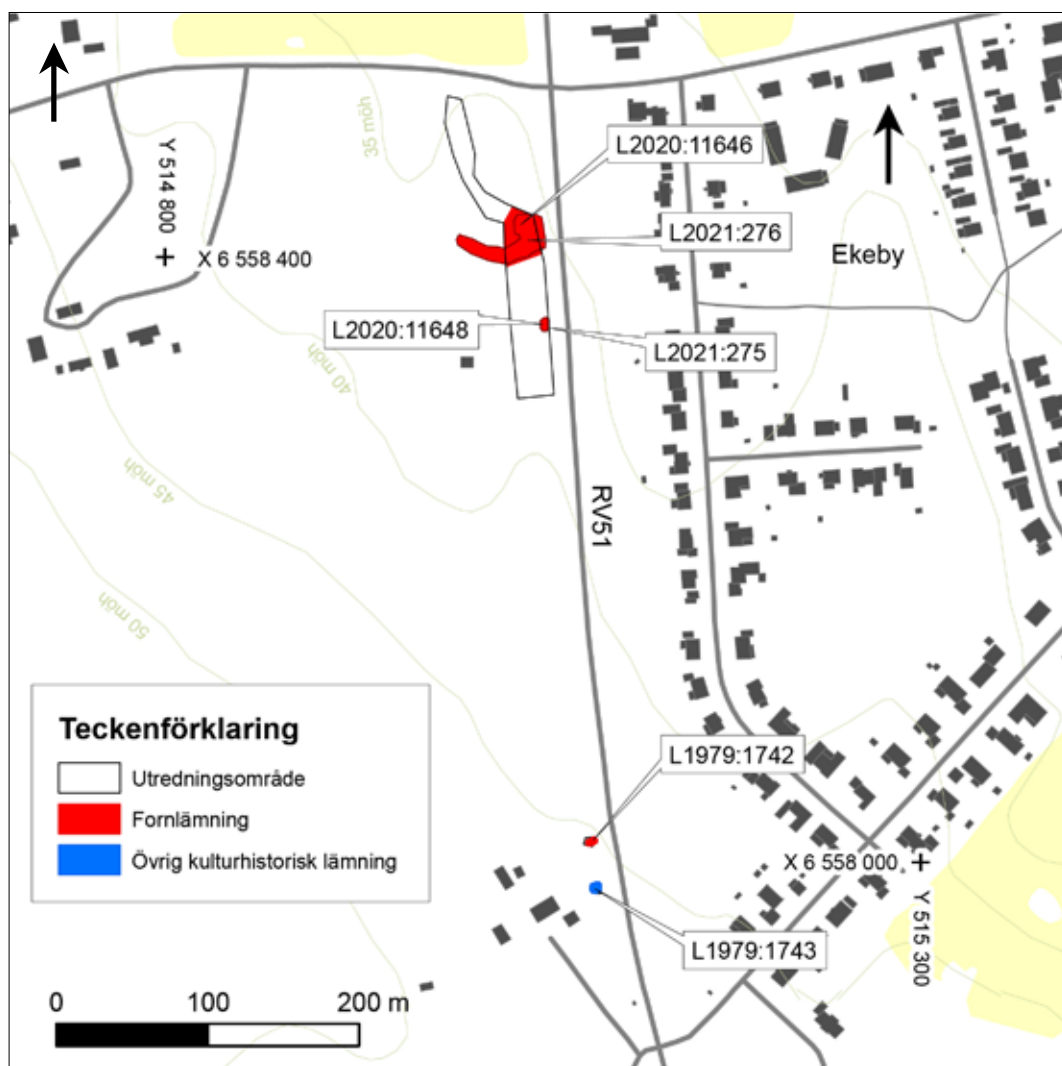 35 möh
L2020:11646
Y 514 800
L2021:276
X 6 558 400
Ekeby
L2020:11648
L2021:275
40 möh
45 möh
RV51
50 möh
Teckenförklaring
Utredningsområde
Fornlämning
Övrig kulturhistorisk lämning
L1979:1742
X 6 558 000
Y 515 300
L1979:1743
0 100 200 m